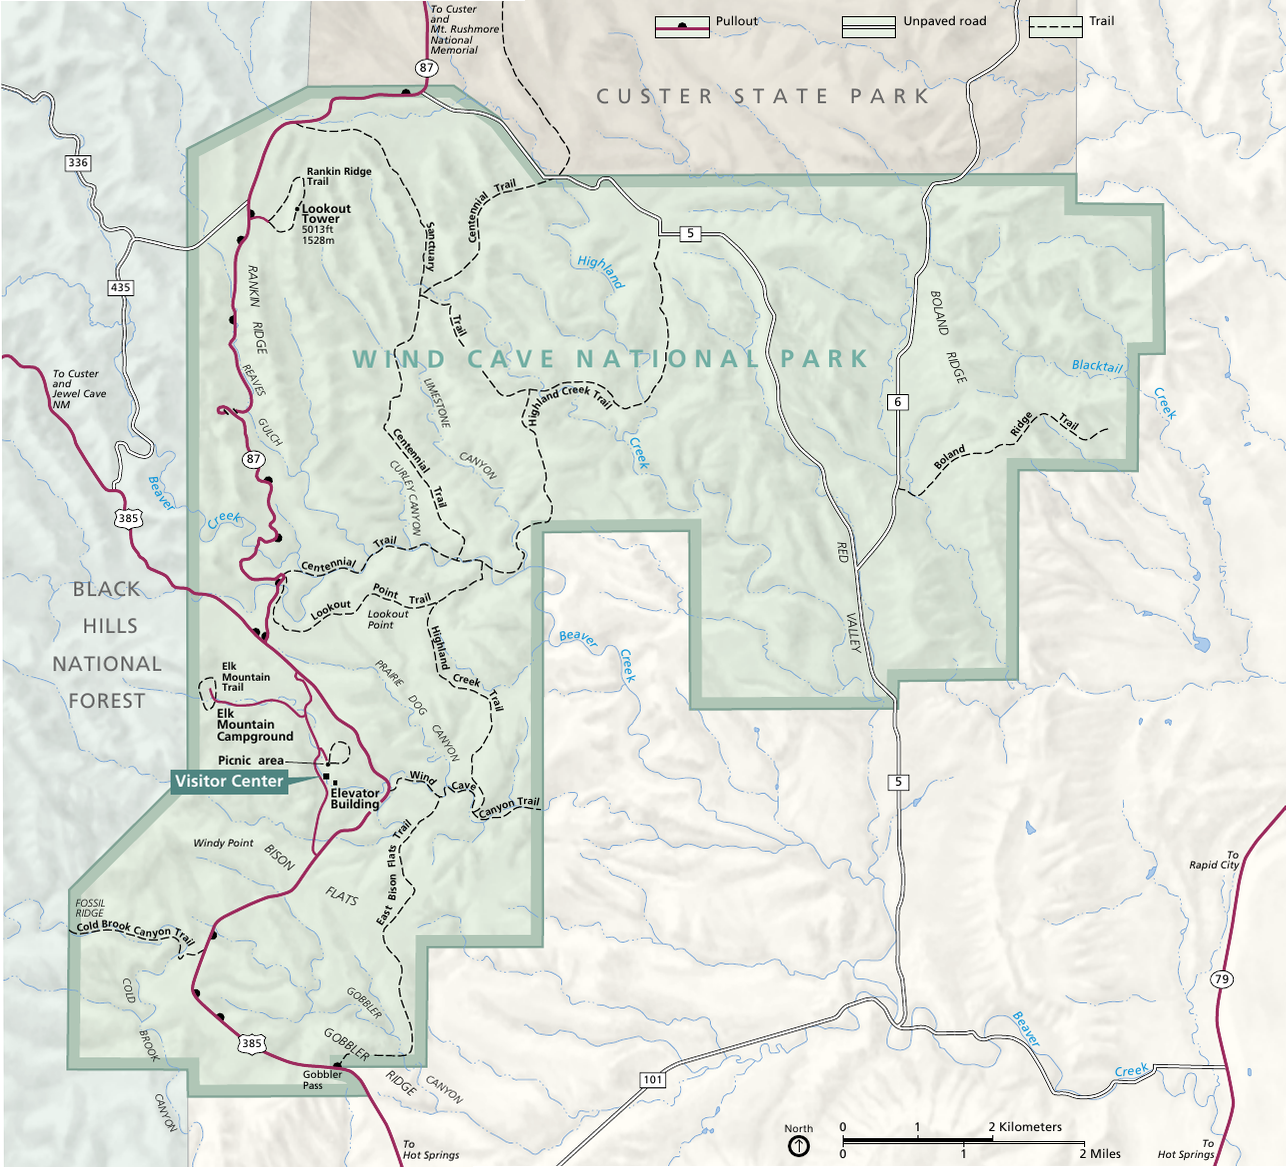 To Custer
and
Mt. Rushmore
National
Memorial
Pullout
Unpaved road
Trail
87
CUSTER STATE PARK
336
Rankin Ridge
Trail
Lookout
Tower
5013ft
1528m
Centennial Trail
Sanctuary
5
Highland
435
RANKIN RIDGE
BOLAND RIDGE
Trail
WIND CAVE NATIONAL PARK
To Custer
and
Jewel Cave
NM
REAVES
GULCH
LIMESTONE
CANYON
Highland Creek Trail
Blacktail
Creek
6
Boland Ridge Trail
Creek
87
Centennial Trail
CURLEY CANYON
Beaver
Creek
385
RED
VALLEY
Centennial Trail
BLACK
HILLS
NATIONAL
FOREST
Lookout Point Trail
Lookout
Point
Highland Creek Trail
Beaver
Creek
Elk
Mountain
Trail
PRAIRIE DOG CANYON
Elk
Mountain
Campground
Picnic area
Visitor Center
Elevator
Building
Wind Cave
Canyon Trail
5
Windy Point
BISON
FLATS
East Bison Flats Trail
To
Rapid City
FOSSIL
RIDGE
Cold Brook Canyon Trail
COLD
BROOK
CANYON
79
GOBBLER
CANYON
GOBBLER
RIDGE
385
Gobbler
Pass
Beaver
Creek
101
To
Hot Springs
North
0 1 2 Kilometers
0 1 2 Miles
To
Hot Springs